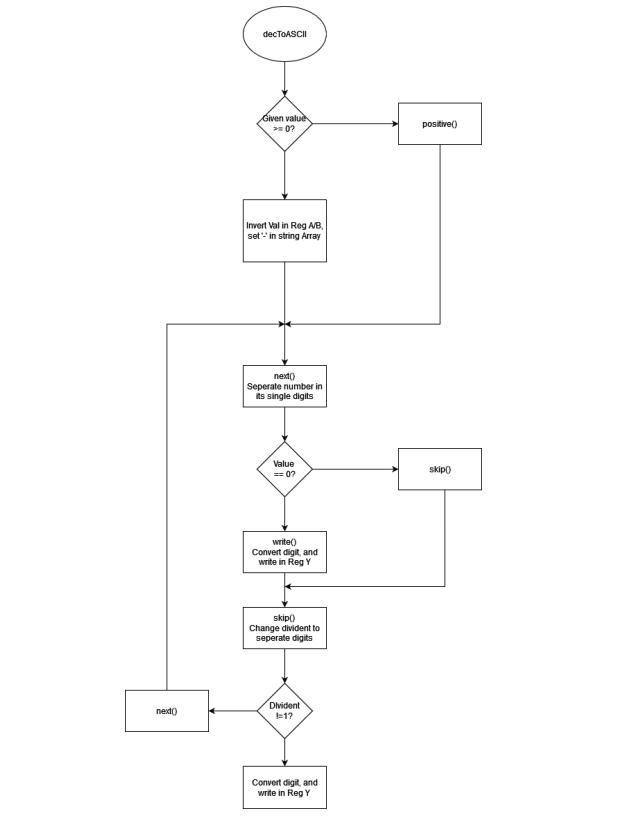 decToASCII
Given value
>= 0?
positive()
Invert Val in Reg A/B,
set '-' in string Array
next()
Seperate number in
its single digits
Value
== 0?
skip()
write()
Convert digit, and
write in Reg Y
skip()
Change divident to
seperate digits
Divident
!=1?
next()
Convert digit, and
write in Reg Y